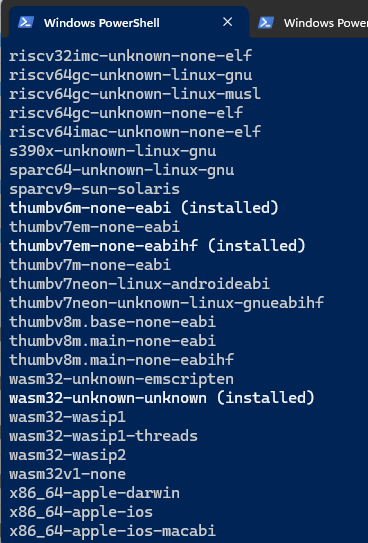 Windows PowerShell
Windows Powe
riscv32imc-unknown-none-elf
riscv64gc-unknown-linux-gnu
riscv64gc-unknown-linux-musl
riscv64gc-unknown-none-elf
riscv64imac-unknown-none-elf
s390x-unknown-linux-gnu
sparc64-unknown-linux-gnu
sparcv9-sun-solaris
thumbv6m-none-eabi (installed)
thumbv7em-none-eabi
thumbv7em-none-eabihf (installed)
thumbv7m-none-eabi
thumbv7neon-linux-androideabi
thumbv7neon-unknown-linux-gnueabihf
thumbv8m.base-none-eabi
thumbv8m.main-none-eabi
thumbv8m.main-none-eabihf
wasm32-unknown-emscripten
wasm32-unknown-unknown (installed)
wasm32-wasip1
wasm32-wasip1-threads
wasm32-wasip2
wasm32v1-none
x86_64-apple-darwin
x86_64-apple-ios
x86_64-apple-ios-macabi